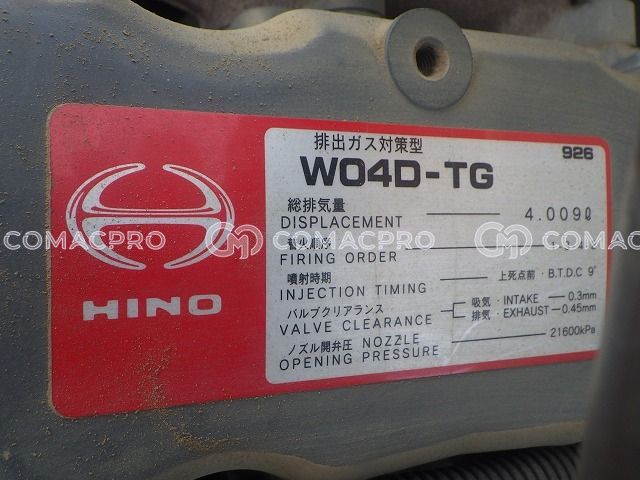 排出ガス対策型
926
W04D-TG
総排気量
DISPLACEMENT 4.009ℓ
COMACPRO COMACPRO
FIRING ORDER
HINO
噴射時期
INJECTION TIMING 上死点前・B.T.D.C 9°
バルブクリアランス 吸気・INTAKE 0.3mm
VALVE CLEARANCE 排気・EXHAUST 0.45mm
ノズル開弁圧 NOZZLE 21600kPa
OPENING PRESSURE